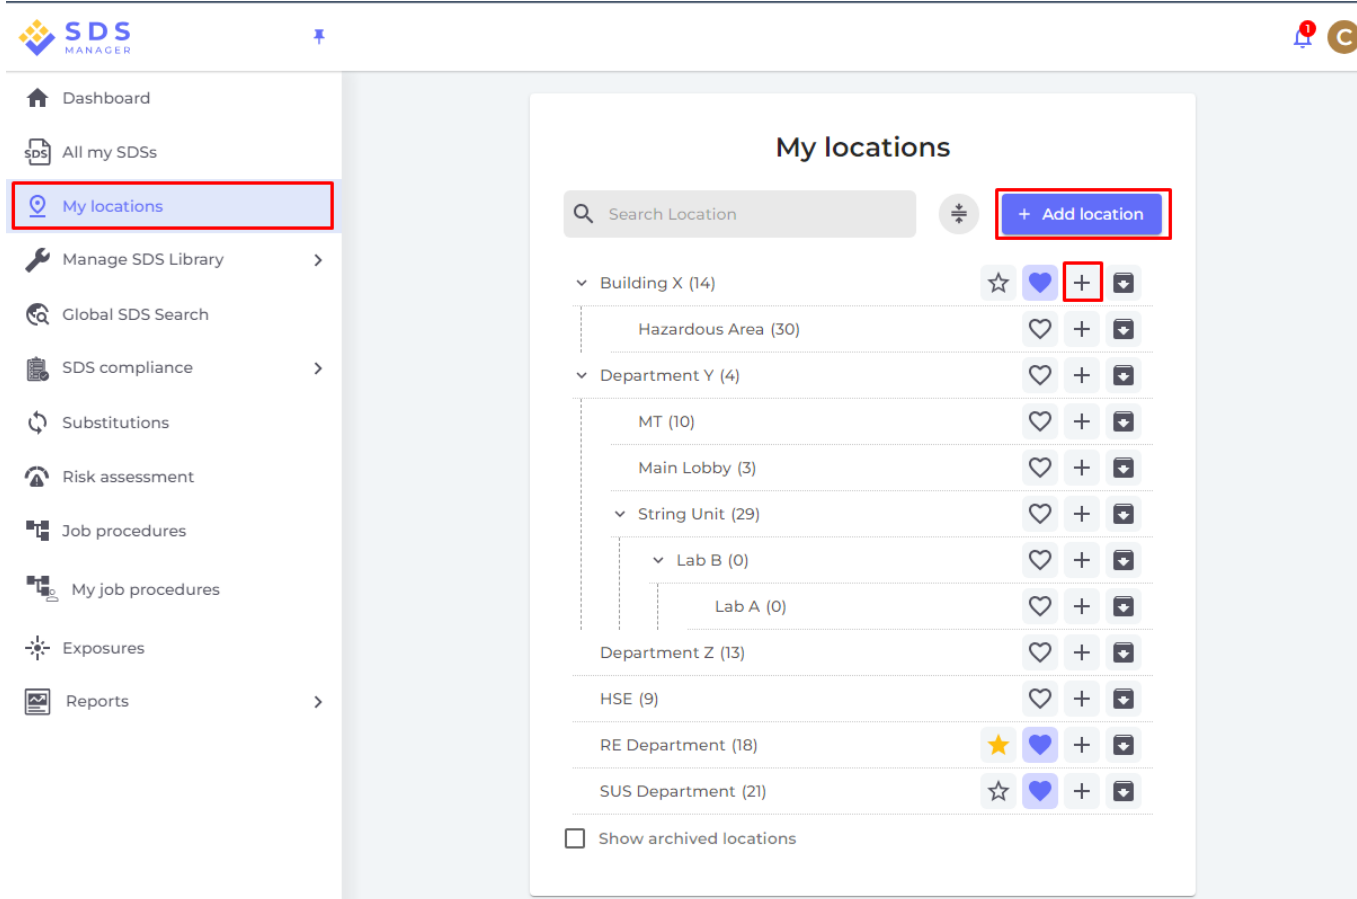 SDS
MANAGER
1
C
Dashboard
SDS
All my SDSs
My locations
Manage SDS Library
Global SDS Search
SDS compliance
Substitutions
Risk assessment
Job procedures
My job procedures
Exposures
Reports
My locations
Search Location
+ Add location
Building X (14)
Hazardous Area (30)
Department Y (4)
MT (10)
Main Lobby (3)
String Unit (29)
Lab B (0)
Lab A (0)
Department Z (13)
HSE (9)
RE Department (18)
SUS Department (21)
Show archived locations